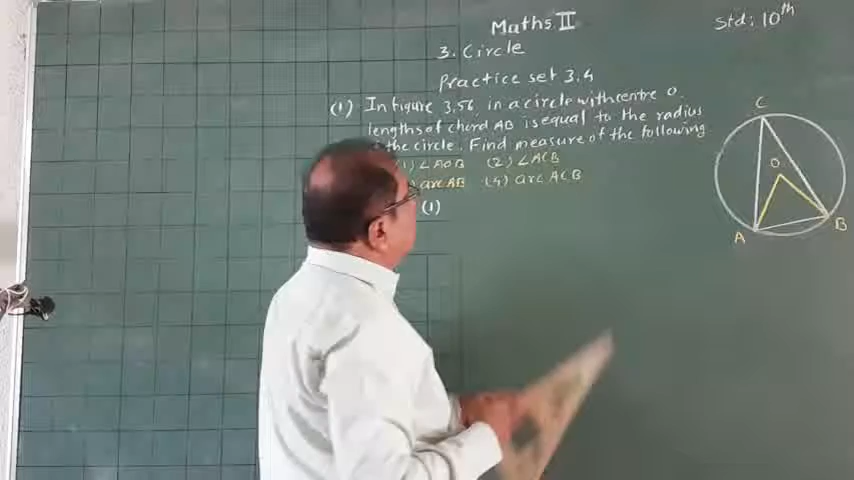 Maths II
Std: 10th
3. Circle
Practice set 3.4
(1) In figure 3.56 in a circle with centre O
lengths of chord AB is equal to the radius
the circle. Find measure of the following
(1) ∠AOB (2) ∠ACB
arc AB (4) arc ACB
(1)
C
O
A
B